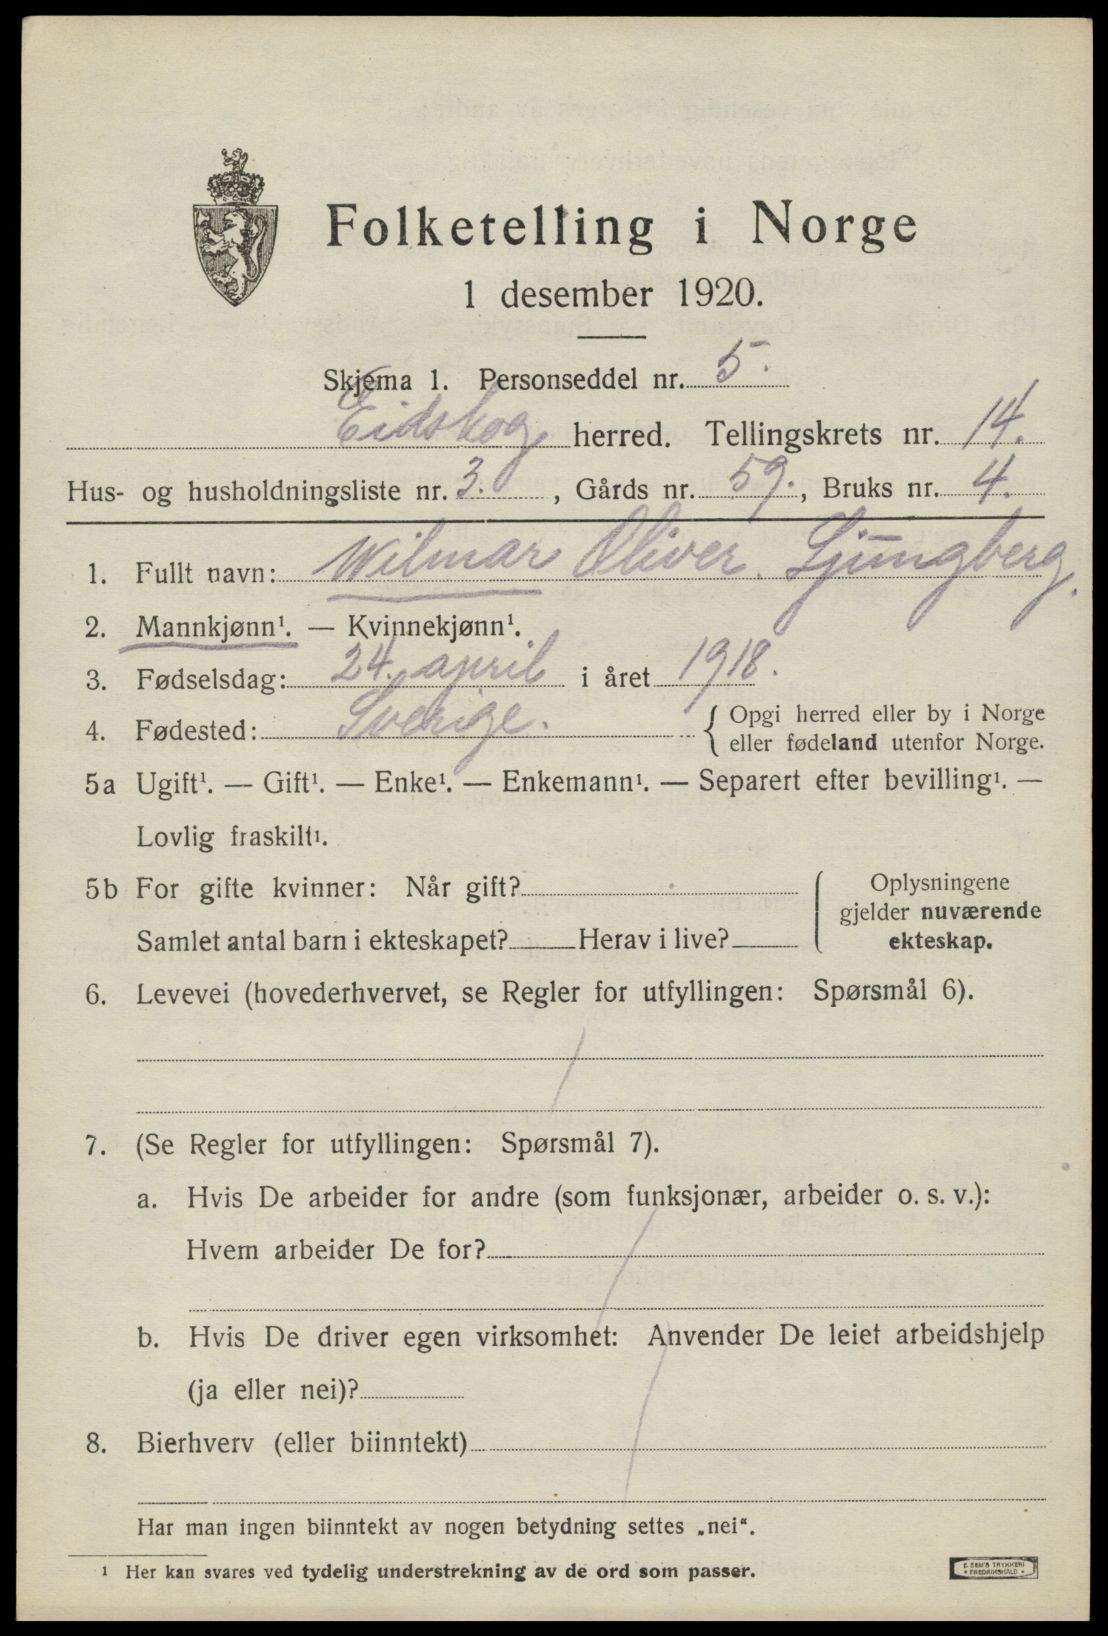 Folketelling i Norge
1 desember 1920.
Skjema 1. Personseddel nr. 5.
Eidskog herred. Tellingskrets nr. 14.
Hus- og husholdningsliste nr. 3. , Gårds nr. 59., Bruks nr. 4.
1. Fullt navn: Wilmar Oliver Ljungberg.
2. Mannkjønn¹. — Kvinnekjønn¹.
3. Fødselsdag: 24. april i året 1918.
4. Fødested: Sverige. { Opgi herred eller by i Norge
eller fødeland utenfor Norge.
5a Ugift¹. — Gift¹. — Enke¹. — Enkemann¹. — Separert efter bevilling¹. —
Lovlig fraskilt¹.
5b For gifte kvinner: Når gift?
Samlet antal barn i ekteskapet? Herav i live?
{ Oplysningene
gjelder nuværende
ekteskap.
6. Levevei (hovederhvervet, se Regler for utfyllingen: Spørsmål 6).
7. (Se Regler for utfyllingen: Spørsmål 7).
a. Hvis De arbeider for andre (som funksjonær, arbeider o. s. v.):
Hvem arbeider De for?
b. Hvis De driver egen virksomhet: Anvender De leiet arbeidshjelp
(ja eller nei)?
8. Bierhverv (eller biinntekt)
Har man ingen biinntekt av nogen betydning settes „nei“.
¹ Her kan svares ved tydelig understrekning av de ord som passer.
E. SEM'S TRYKKERI
• FREDRIKSHALD •